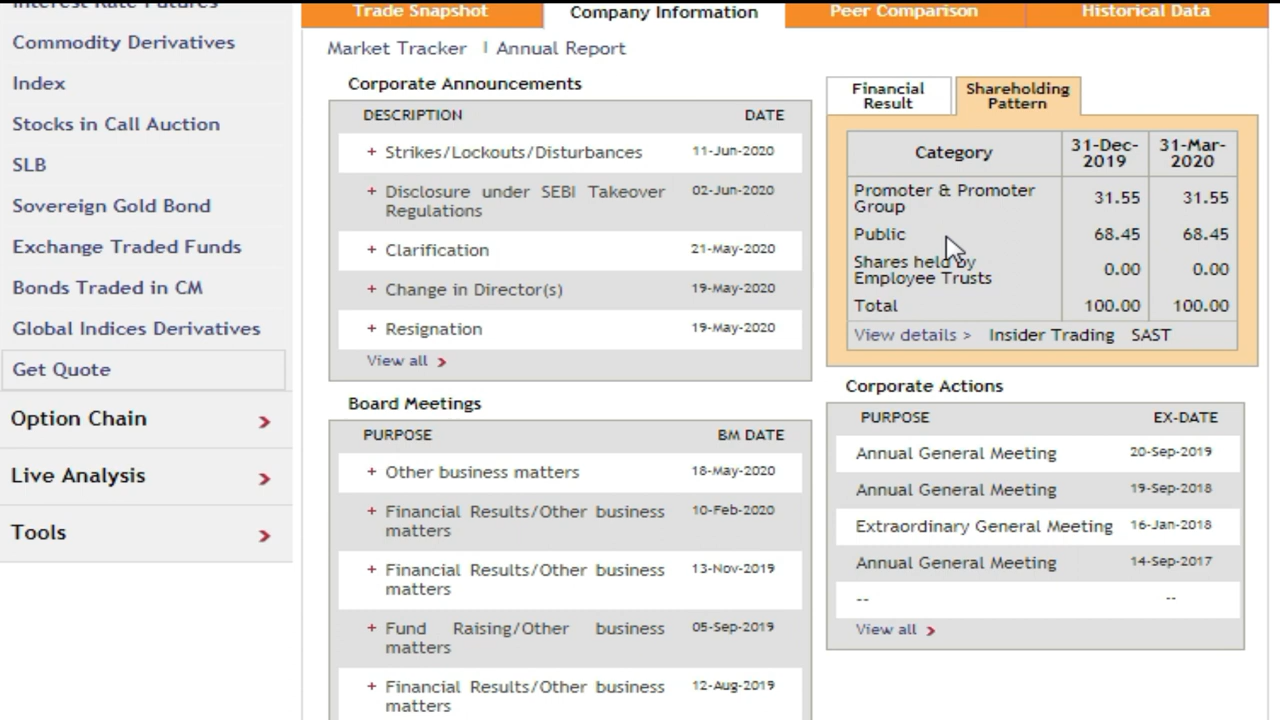 Interest Rate Futures
Commodity Derivatives
Index
Stocks in Call Auction
SLB
Sovereign Gold Bond
Exchange Traded Funds
Bonds Traded in CM
Global Indices Derivatives
Get Quote
Option Chain
Live Analysis
Tools
Trade Snapshot Company Information Peer Comparison Historical Data
Market Tracker | Annual Report
Corporate Announcements
DESCRIPTION DATE
+ Strikes/Lockouts/Disturbances 11-Jun-2020
+ Disclosure under SEBI Takeover 02-Jun-2020
Regulations
+ Clarification 21-May-2020
+ Change in Director(s) 19-May-2020
+ Resignation 19-May-2020
View all >
Board Meetings
PURPOSE BM DATE
+ Other business matters 18-May-2020
+ Financial Results/Other business 10-Feb-2020
matters
+ Financial Results/Other business 13-Nov-2019
matters
+ Fund Raising/Other business 05-Sep-2019
matters
+ Financial Results/Other business 12-Aug-2019
matters
Financial
Result
Shareholding
Pattern
Category 31-Dec-2019 31-Mar-2020
Promoter & Promoter
Group 31.55 31.55
Public 68.45 68.45
Shares held by
Employee Trusts 0.00 0.00
Total 100.00 100.00
View details > Insider Trading SAST
Corporate Actions
PURPOSE EX-DATE
Annual General Meeting 20-Sep-2019
Annual General Meeting 19-Sep-2018
Extraordinary General Meeting 16-Jan-2018
Annual General Meeting 14-Sep-2017
-- --
View all >